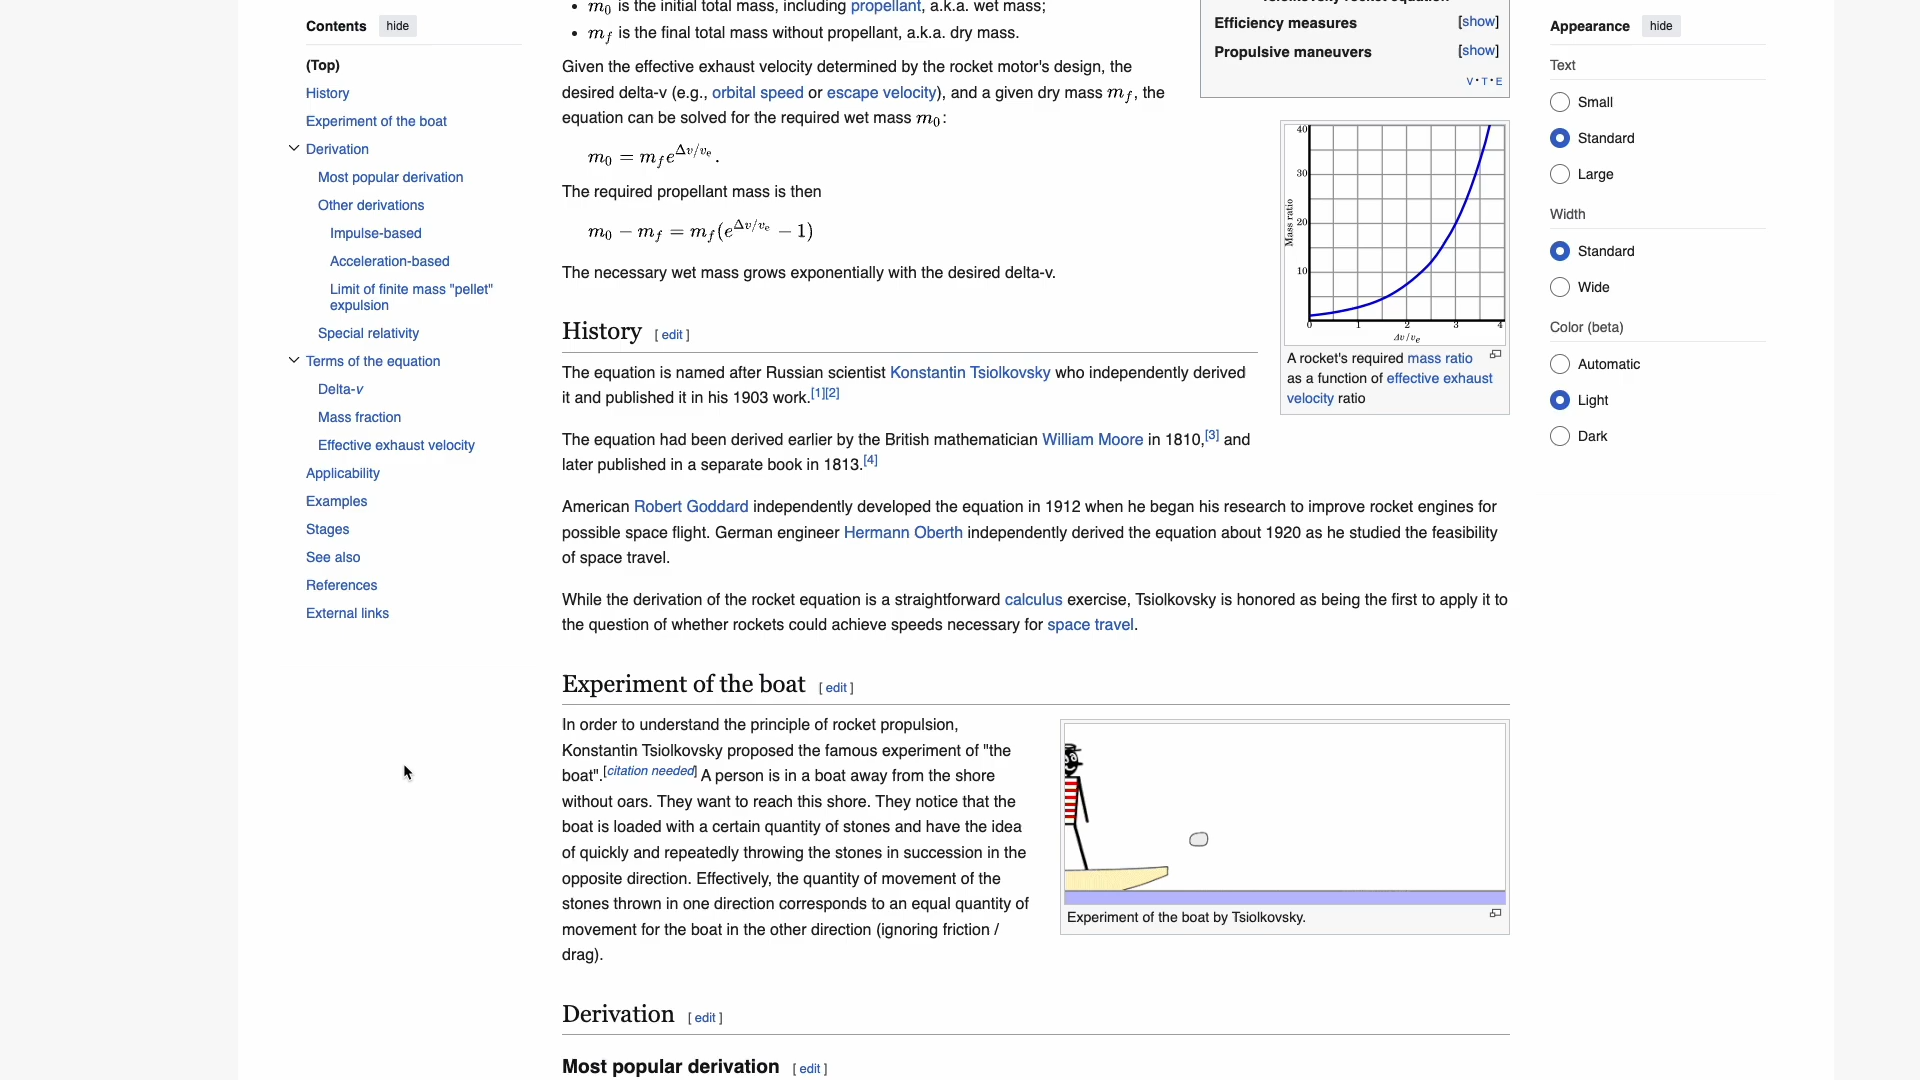 Contents hide
(Top)
History
Experiment of the boat
Derivation
Most popular derivation
Other derivations
Impulse-based
Acceleration-based
Limit of finite mass "pellet"
expulsion
Special relativity
Terms of the equation
Delta-v
Mass fraction
Effective exhaust velocity
Applicability
Examples
Stages
See also
References
External links
• m₀ is the initial total mass, including propellant, a.k.a. wet mass;
• m_f is the final total mass without propellant, a.k.a. dry mass.
Given the effective exhaust velocity determined by the rocket motor's design, the
desired delta-v (e.g., orbital speed or escape velocity), and a given dry mass m_f, the
equation can be solved for the required wet mass m₀:
m₀ = m_f e^{Δv/v_e}.
The required propellant mass is then
m₀ − m_f = m_f(e^{Δv/v_e} − 1)
The necessary wet mass grows exponentially with the desired delta-v.
History [ edit ]
The equation is named after Russian scientist Konstantin Tsiolkovsky who independently derived
it and published it in his 1903 work.[1][2]
The equation had been derived earlier by the British mathematician William Moore in 1810,[3] and
later published in a separate book in 1813.[4]
American Robert Goddard independently developed the equation in 1912 when he began his research to improve rocket engines for
possible space flight. German engineer Hermann Oberth independently derived the equation about 1920 as he studied the feasibility
of space travel.
While the derivation of the rocket equation is a straightforward calculus exercise, Tsiolkovsky is honored as being the first to apply it to
the question of whether rockets could achieve speeds necessary for space travel.
Experiment of the boat [ edit ]
In order to understand the principle of rocket propulsion,
Konstantin Tsiolkovsky proposed the famous experiment of "the
boat".[citation needed] A person is in a boat away from the shore
without oars. They want to reach this shore. They notice that the
boat is loaded with a certain quantity of stones and have the idea
of quickly and repeatedly throwing the stones in succession in the
opposite direction. Effectively, the quantity of movement of the
stones thrown in one direction corresponds to an equal quantity of
movement for the boat in the other direction (ignoring friction /
drag).
Experiment of the boat by Tsiolkovsky.
Derivation [ edit ]
Most popular derivation [ edit ]
Efficiency measures [show]
Propulsive maneuvers [show]
V · T · E
40
30
20
10
Mass ratio
0 1 2 3 4
Δv/v_e
A rocket's required mass ratio
as a function of effective exhaust
velocity ratio
Appearance hide
Text
Small
Standard
Large
Width
Standard
Wide
Color (beta)
Automatic
Light
Dark